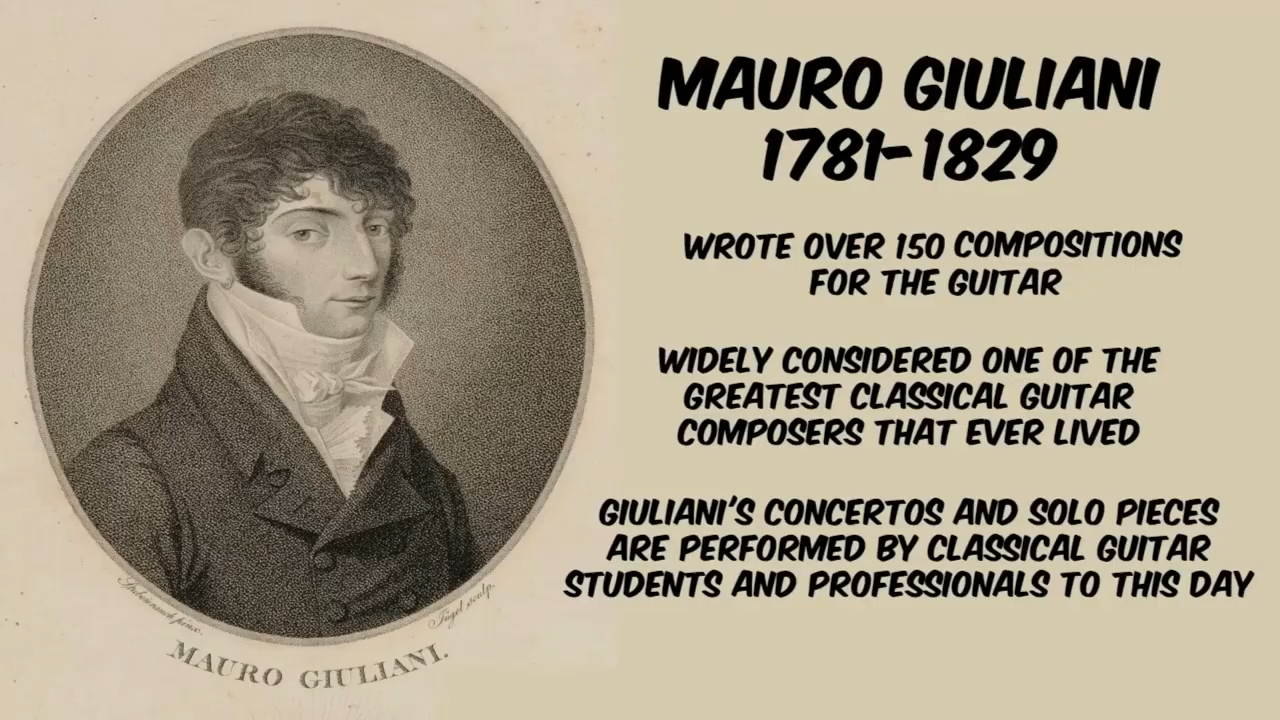 MAURO GIULIANI
1781-1829
WROTE OVER 150 COMPOSITIONS
FOR THE GUITAR
WIDELY CONSIDERED ONE OF THE
GREATEST CLASSICAL GUITAR
COMPOSERS THAT EVER LIVED
GIULIANI'S CONCERTOS AND SOLO PIECES
ARE PERFORMED BY CLASSICAL GUITAR
STUDENTS AND PROFESSIONALS TO THIS DAY
pinx.
sculp.
MAURO GIULIANI.